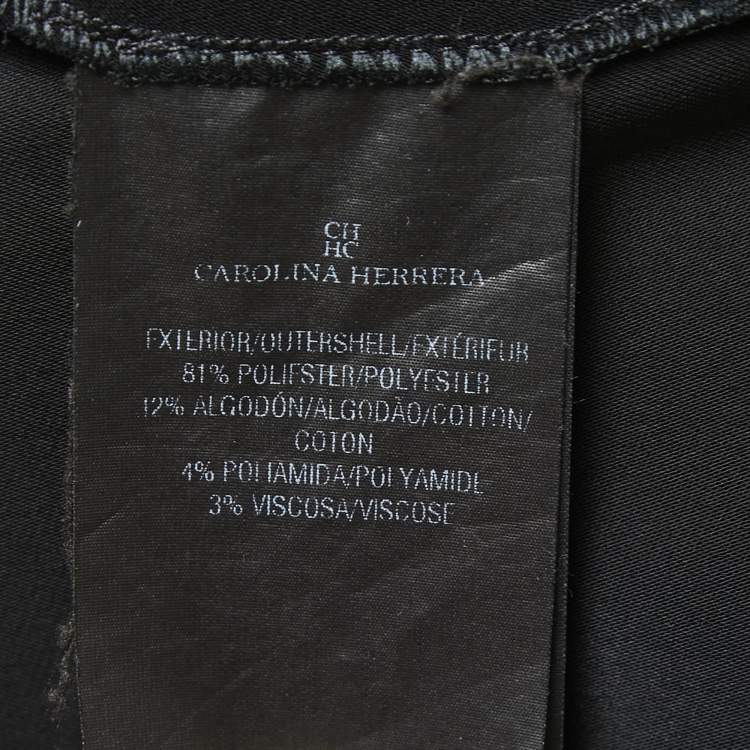 CH
HC
CAROLINA HERRERA
EXTERIOR/OUTERSHELL/EXTÉRIEUR
81% POLIESTER/POLYESTER
12% ALGODÓN/ALGODÃO/COTTON/
COTON
4% POLIAMIDA/POLYAMIDE
3% VISCOSA/VISCOSE